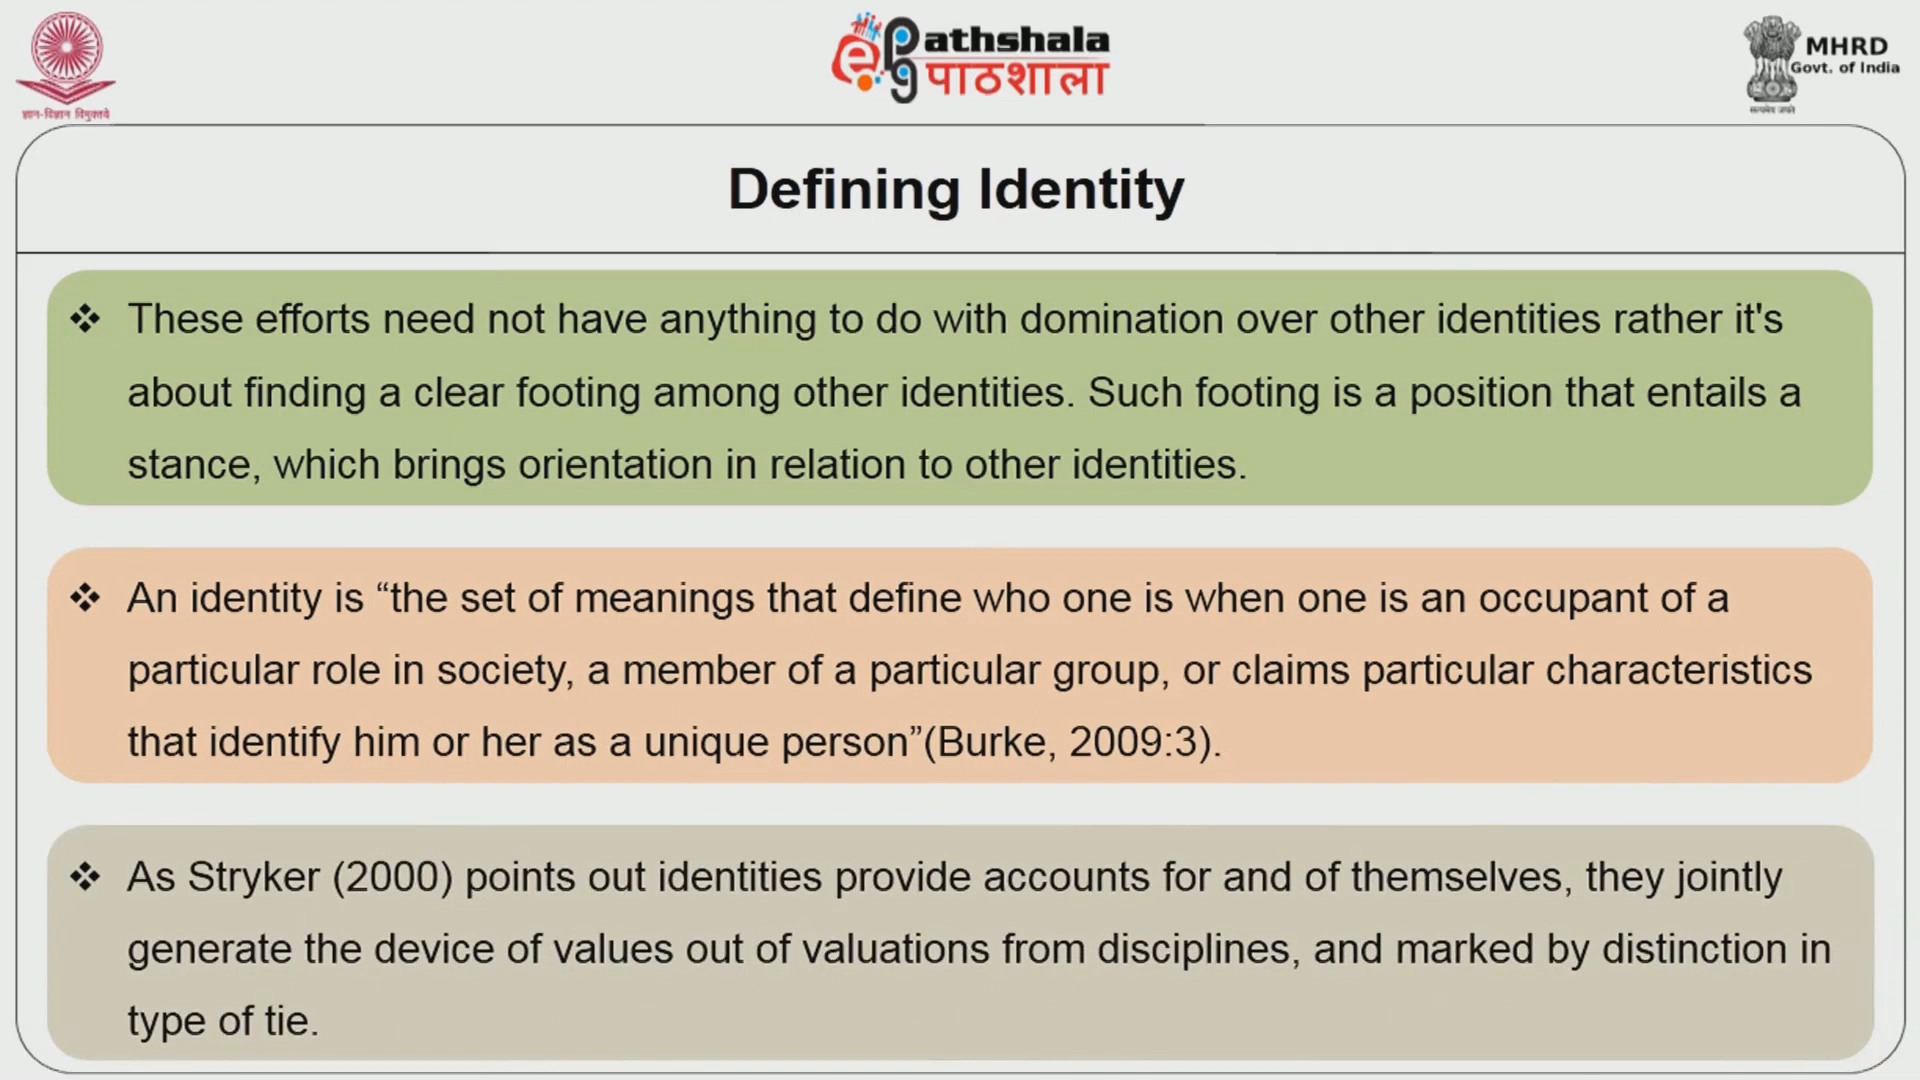 ज्ञान-विज्ञान विमुक्तये
e PG Pathshala
पाठशाला
सत्यमेव जयते
MHRD
Govt. of India
Defining Identity
❖ These efforts need not have anything to do with domination over other identities rather it's
about finding a clear footing among other identities. Such footing is a position that entails a
stance, which brings orientation in relation to other identities.
❖ An identity is “the set of meanings that define who one is when one is an occupant of a
particular role in society, a member of a particular group, or claims particular characteristics
that identify him or her as a unique person”(Burke, 2009:3).
❖ As Stryker (2000) points out identities provide accounts for and of themselves, they jointly
generate the device of values out of valuations from disciplines, and marked by distinction in
type of tie.